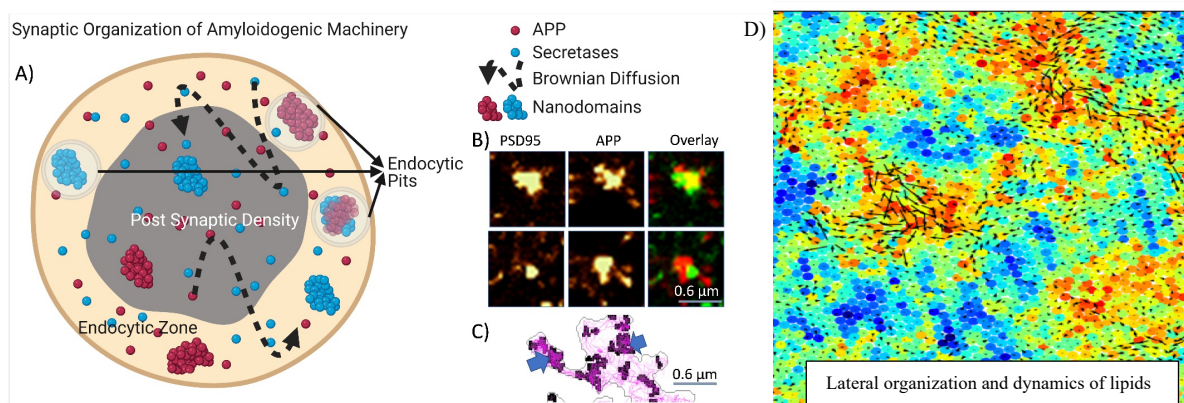 Synaptic Organization of Amyloidogenic Machinery
A)
APP
Secretases
Brownian Diffusion
Nanodomains
Endocytic
Pits
Post Synaptic Density
Endocytic Zone
B)
PSD95 APP Overlay
0.6 µm
C)
0.6 µm
D)
Lateral organization and dynamics of lipids